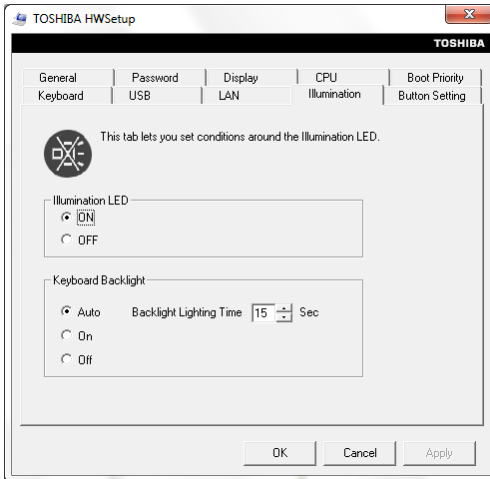 TOSHIBA HWSetup
TOSHIBA
General Password Display CPU Boot Priority
Keyboard USB LAN Illumination Button Setting
This tab lets you set conditions around the Illumination LED.
Illumination LED
ON
OFF
Keyboard Backlight
Auto Backlight Lighting Time 15 Sec
On
Off
OK Cancel Apply